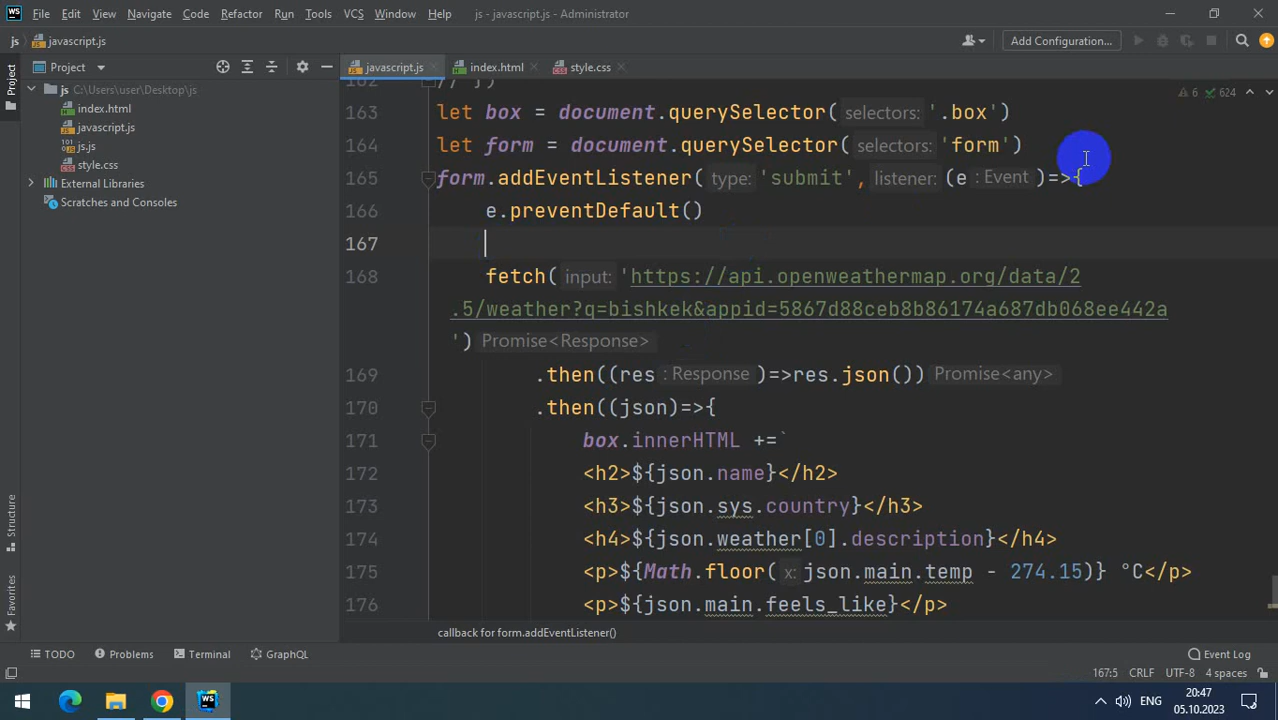 WS File Edit View Navigate Code Refactor Run Tools VCS Window Help js - javascript.js - Administrator
js javascript.js Add Configuration...
Project javascript.js index.html style.css
Project
js C:\Users\user\Desktop\js
index.html
javascript.js
js.js
style.css
External Libraries
Scratches and Consoles
6 624
163 let box = document.querySelector( selectors: '.box')
164 let form = document.querySelector( selectors: 'form')
165 form.addEventListener( type: 'submit', listener: (e : Event )=>{
166 e.preventDefault()
167
168 fetch( input: 'https://api.openweathermap.org/data/2
.5/weather?q=bishkek&appid=5867d88ceb8b86174a687db068ee442a
') Promise<Response>
169 .then((res : Response )=>res.json()) Promise<any>
170 .then((json)=>{
171 box.innerHTML +=`
172 <h2>${json.name}</h2>
173 <h3>${json.sys.country}</h3>
174 <h4>${json.weather[0].description}</h4>
175 <p>${Math.floor( x: json.main.temp - 274.15)} °C</p>
176 <p>${json.main.feels_like}</p>
callback for form.addEventListener()
Structure
Favorites
TODO Problems Terminal GraphQL Event Log
167:5 CRLF UTF-8 4 spaces
WS ENG 20:47
05.10.2023